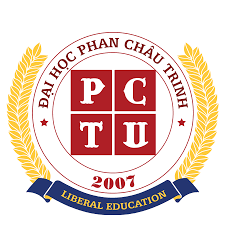 ĐẠI HỌC PHAN CHÂU TRINH
P C
T U
2007
LIBERAL EDUCATION